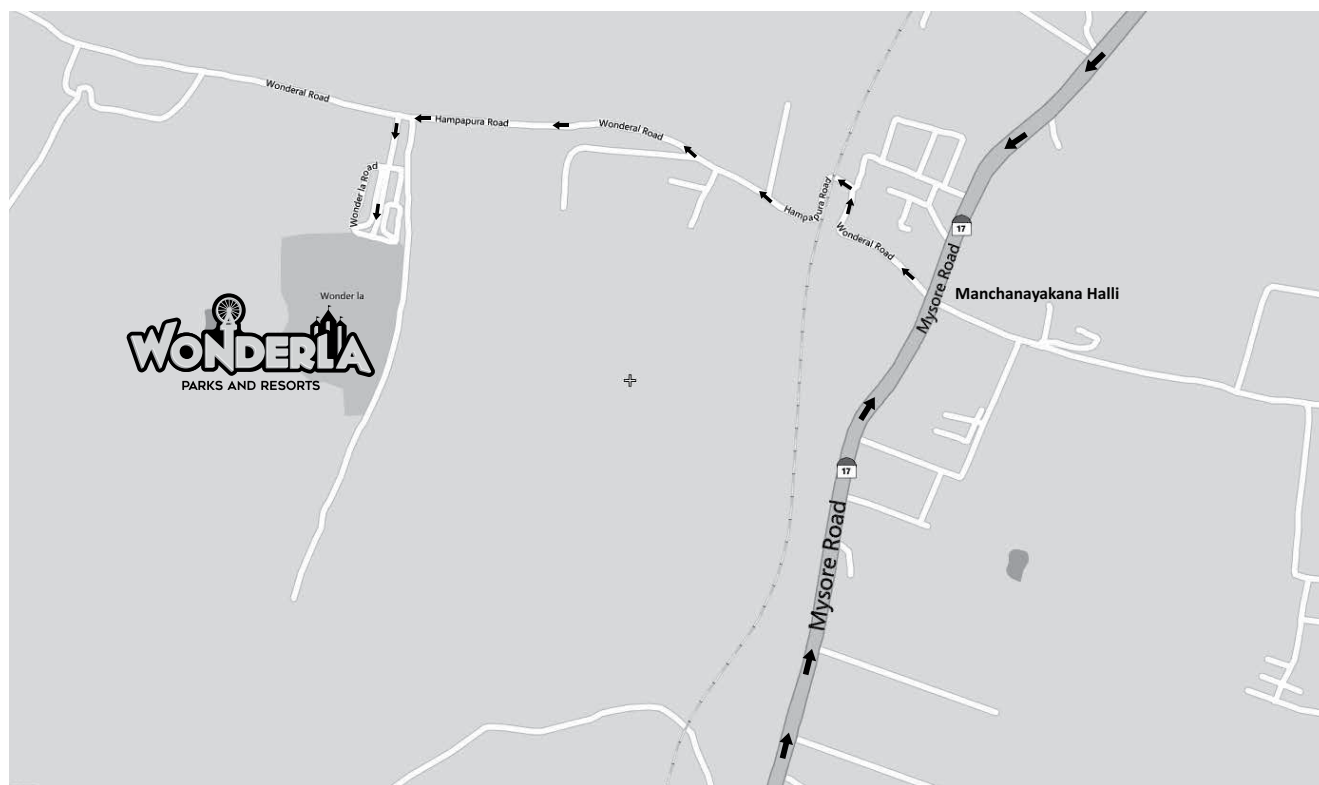 Wonderal Road
Hampapura Road
Wonderal Road
Wonder la Road
Hampapura Road
Wonderal Road
17
Mysore Road
Manchanayakana Halli
Wonder la
WONDERLA
PARKS AND RESORTS
17
Mysore Road